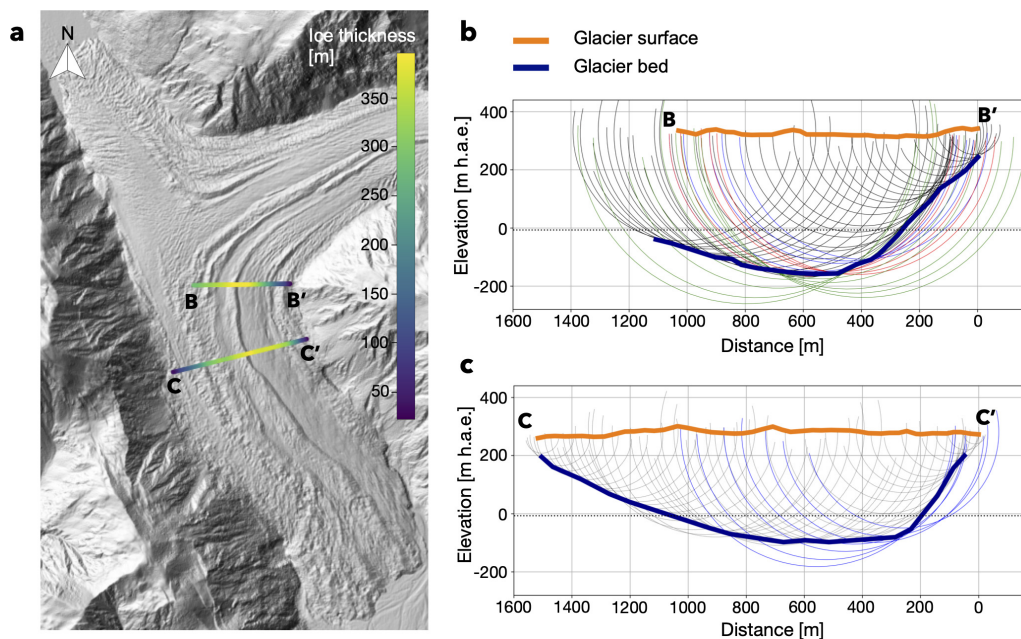 a
N
Ice thickness
[m]
350
300
250
200
150
100
50
B
B'
C
C'
b
Glacier surface
Glacier bed
B
B'
400
200
0
-200
Elevation [m h.a.e.]
1600 1400 1200 1000 800 600 400 200 0
Distance [m]
c
C
C'
400
200
0
-200
Elevation [m h.a.e.]
1600 1400 1200 1000 800 600 400 200 0
Distance [m]